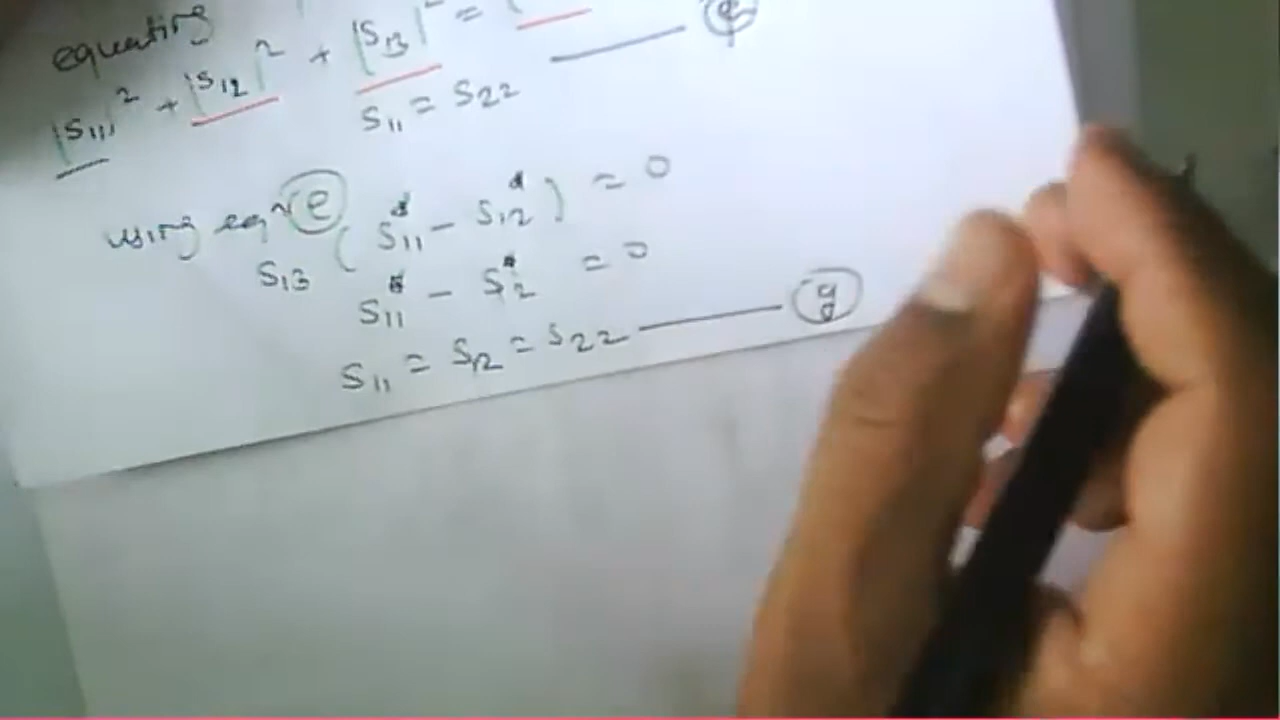 equating
|S11|² + |S12|² + |S13|² =
S11 = S22 —— 
using eqn (e)
S13 (S11* - S12*) = 0
S11* - S12* = 0
S11 = S12 = S22 —— (g)